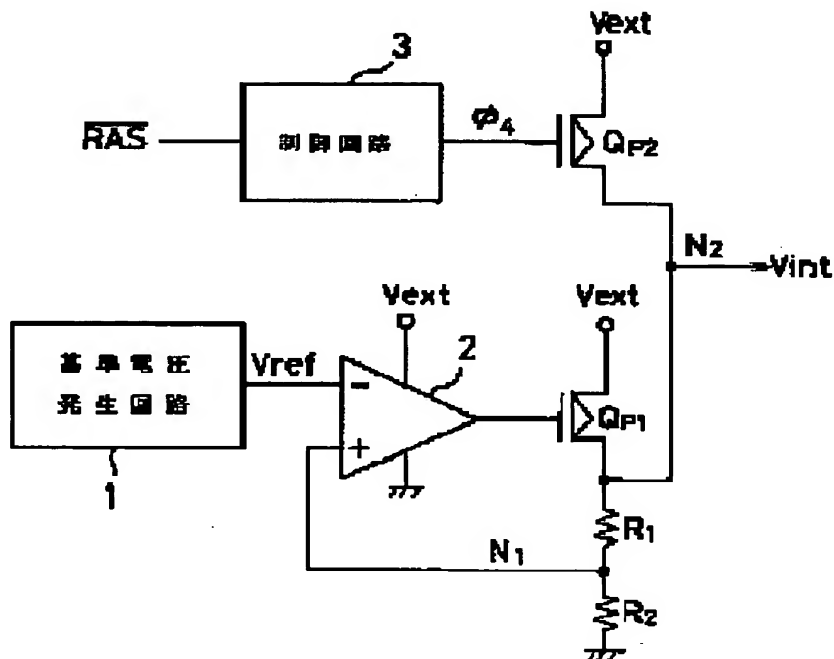 Vext
3
R̅A̅S̅
制御回路
φ4
QP2
N2
Vint
Vext
Vext
基準電圧
発生回路
Vref
2
-
+
QP1
1
R1
N1
R2